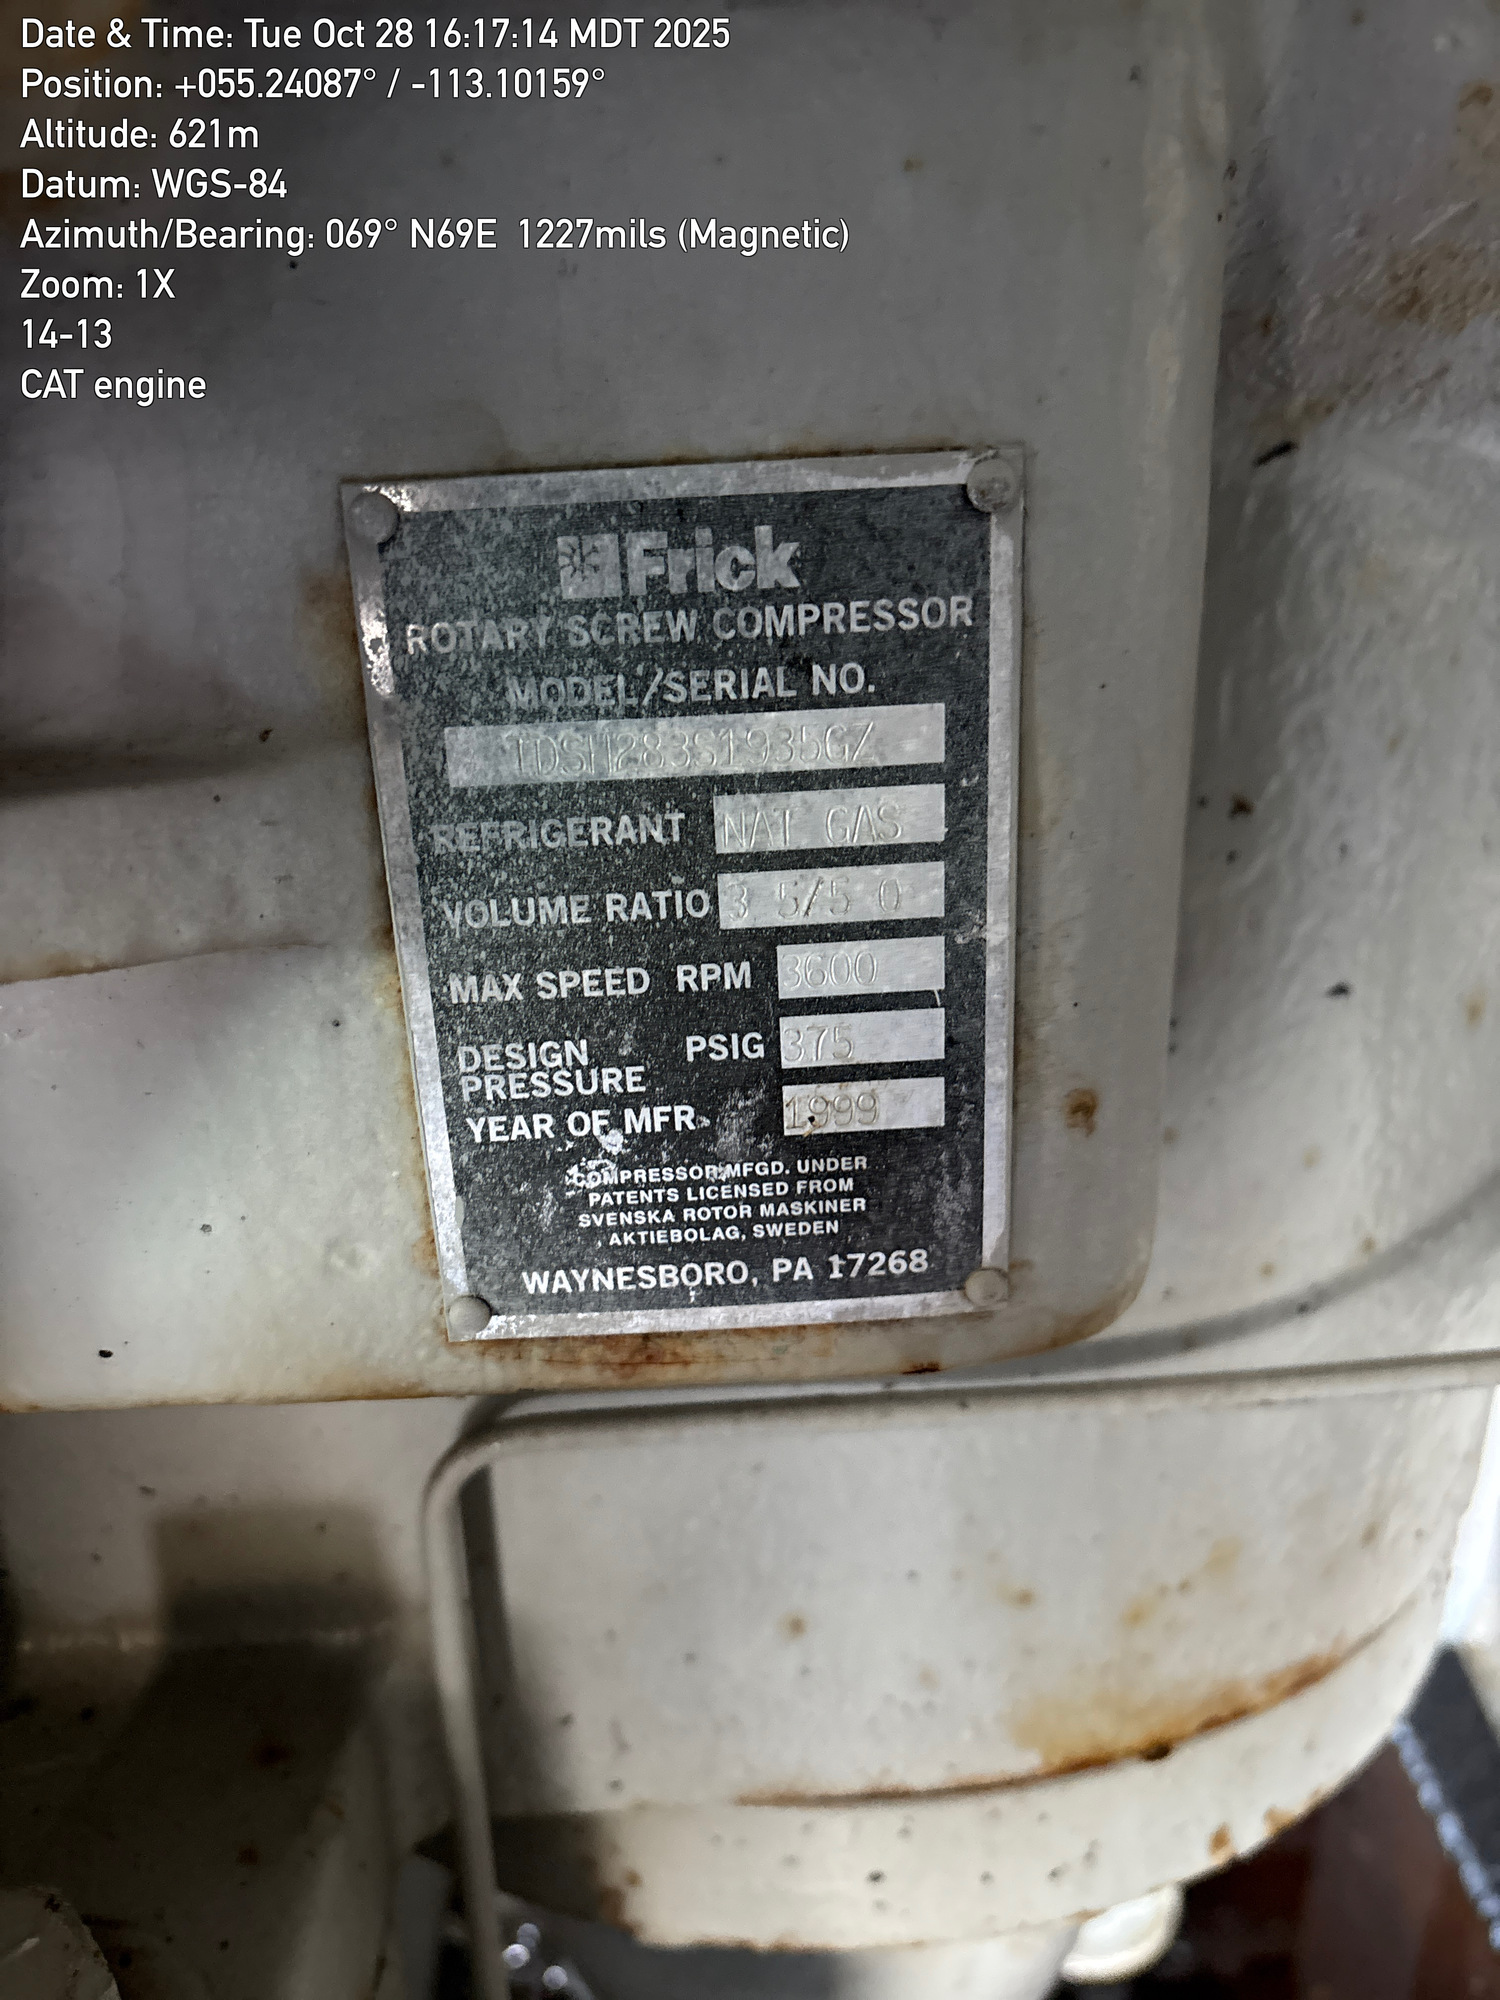 Date & Time: Tue Oct 28 16:17:14 MDT 2025
Position: +055.24087° / -113.10159°
Altitude: 621m
Datum: WGS-84
Azimuth/Bearing: 069° N69E 1227mils (Magnetic)
Zoom: 1X
14-13
CAT engine
Frick
ROTARY SCREW COMPRESSOR
MODEL/SERIAL NO.
TDSH283S1935GZ
REFRIGERANT NAT GAS
VOLUME RATIO 3 5/5 0
MAX SPEED RPM 3600
DESIGN PRESSURE PSIG 375
YEAR OF MFR. 1999
COMPRESSOR MFGD. UNDER
PATENTS LICENSED FROM
SVENSKA ROTOR MASKINER
AKTIEBOLAG, SWEDEN
WAYNESBORO, PA 17268